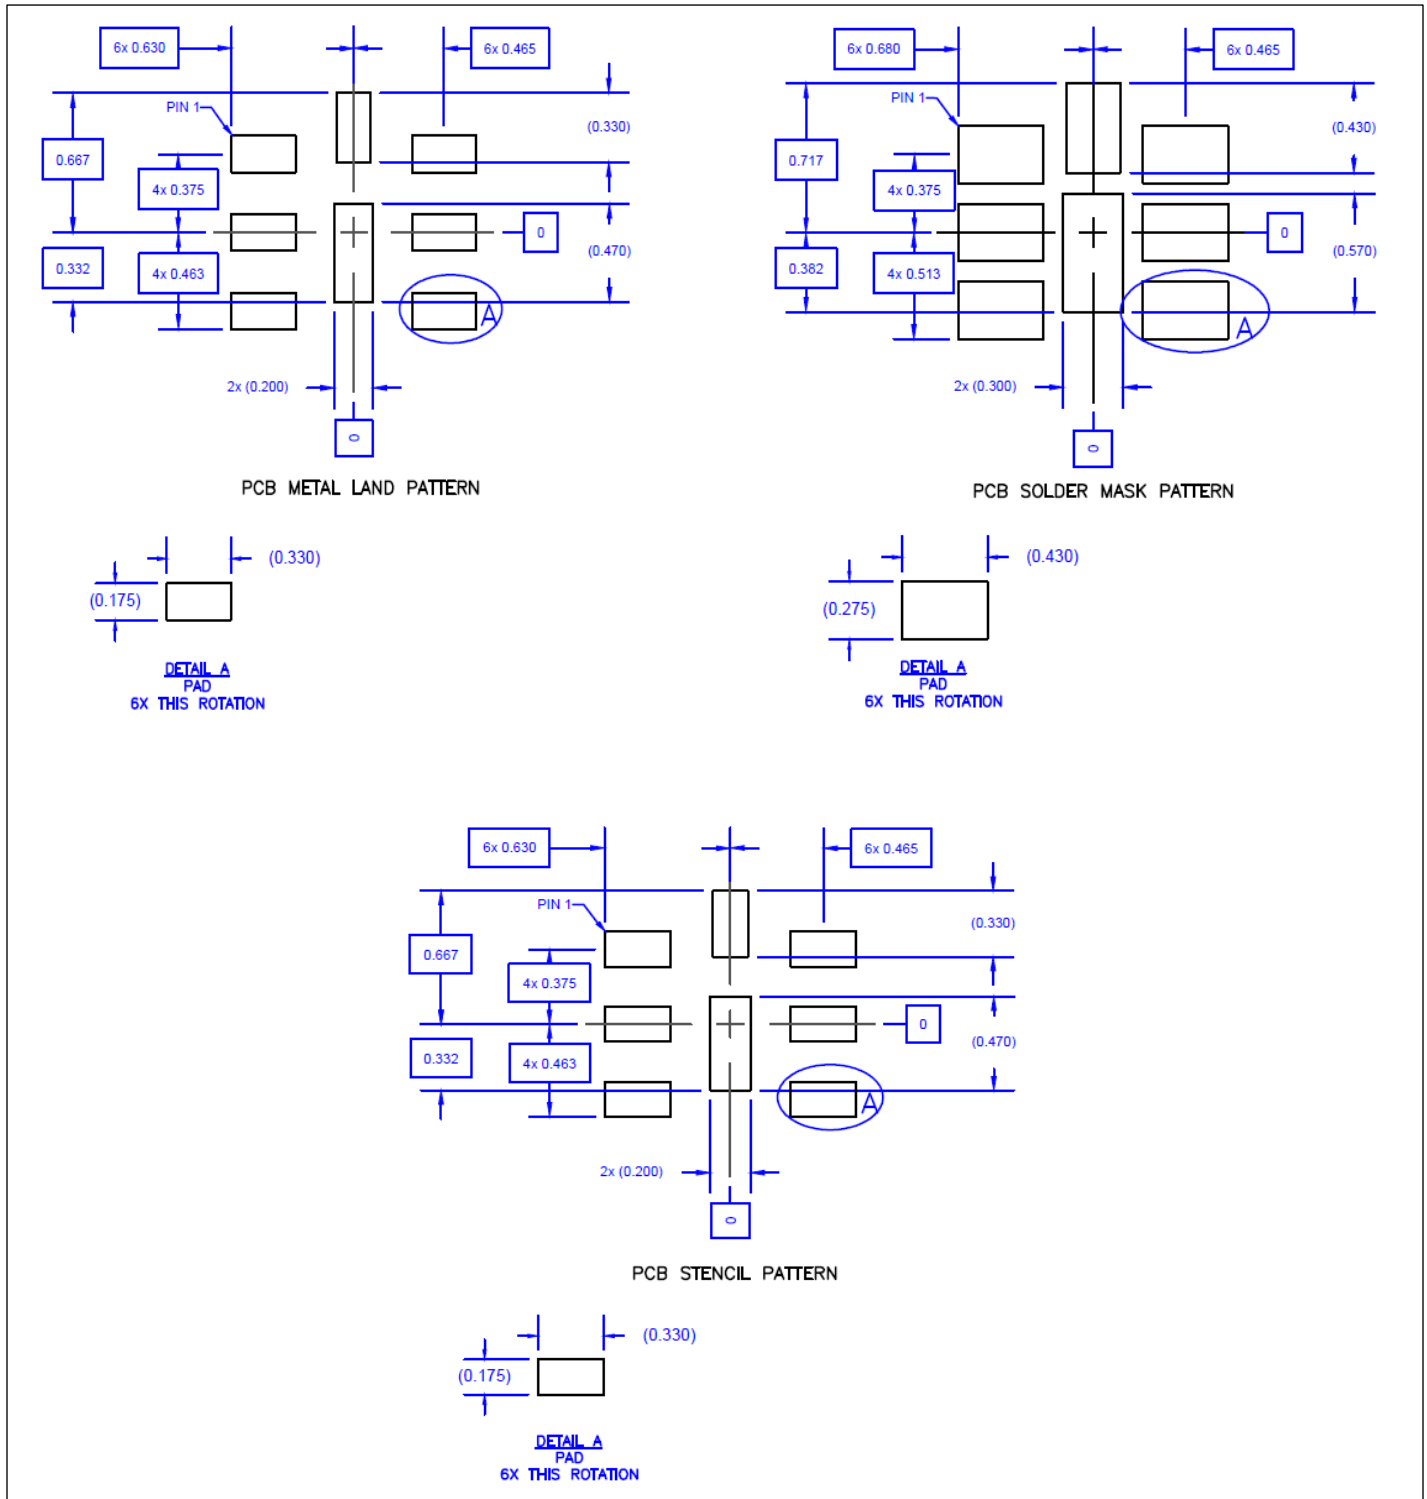 6x 0.630
6x 0.465
PIN 1
(0.330)
0.667
4x 0.375
0
(0.470)
0.332
4x 0.463
A
2x (0.200)
0
PCB METAL LAND PATTERN
(0.330)
(0.175)
DETAIL A
PAD
6X THIS ROTATION
6x 0.680
6x 0.465
PIN 1
(0.430)
0.717
4x 0.375
0
(0.570)
0.382
4x 0.513
A
2x (0.300)
0
PCB SOLDER MASK PATTERN
(0.430)
(0.275)
DETAIL A
PAD
6X THIS ROTATION
6x 0.630
6x 0.465
PIN 1
(0.330)
0.667
4x 0.375
0
(0.470)
0.332
4x 0.463
A
2x (0.200)
0
PCB STENCIL PATTERN
(0.330)
(0.175)
DETAIL A
PAD
6X THIS ROTATION